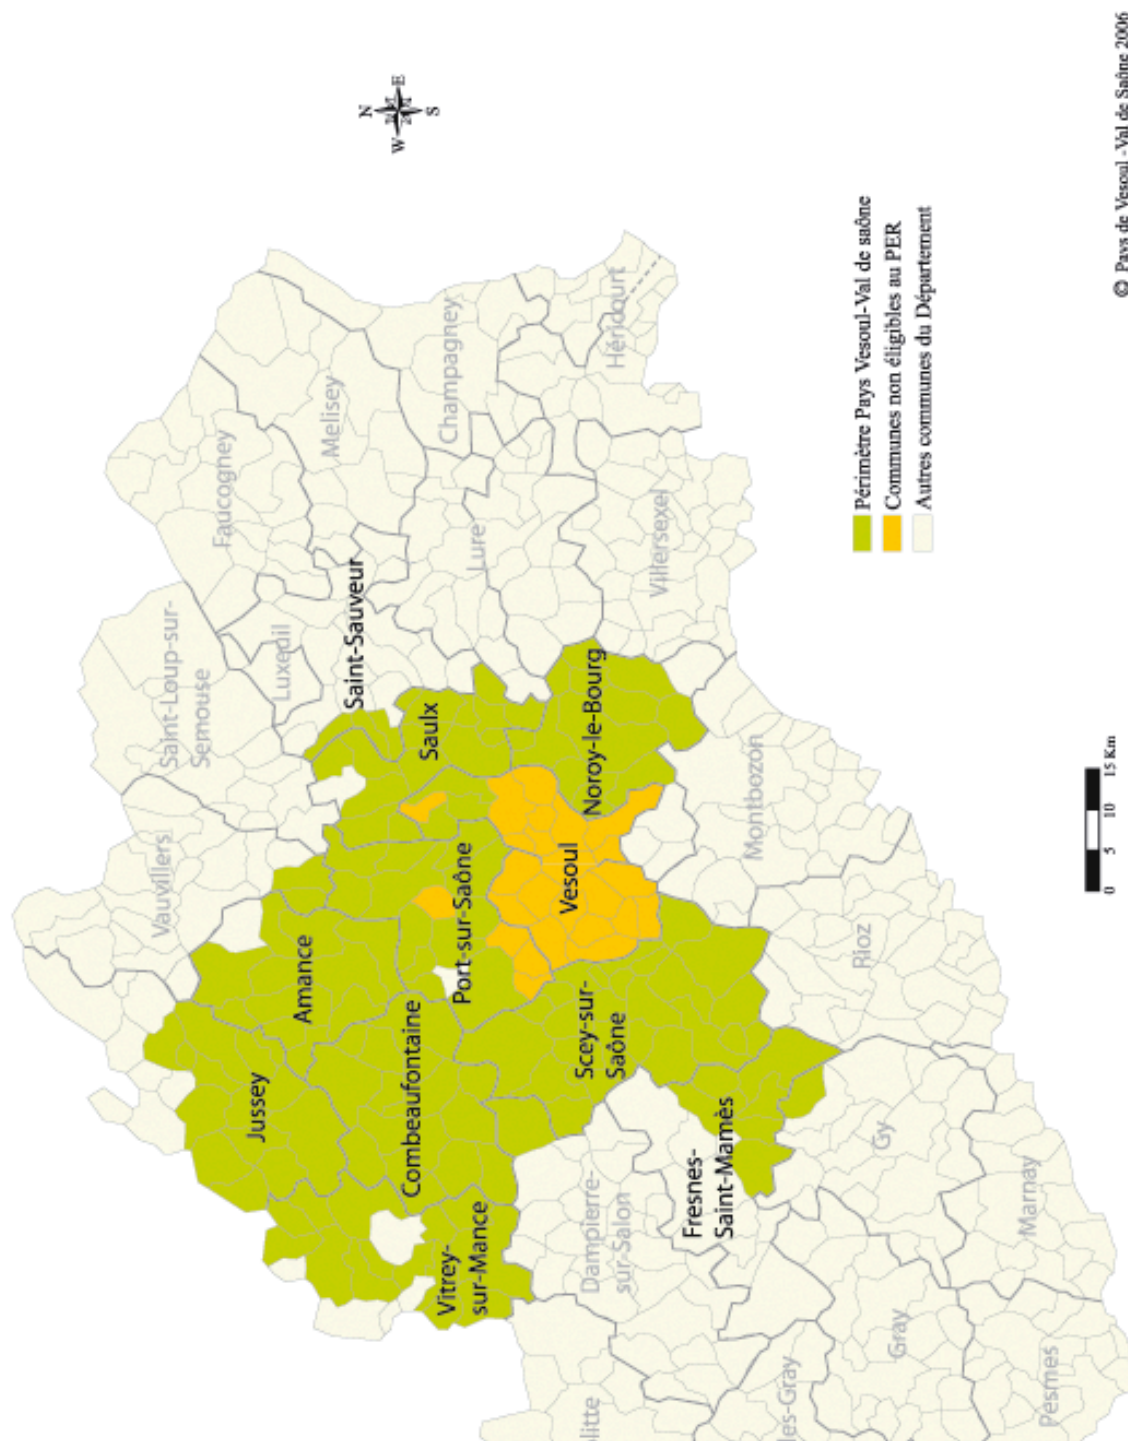 N
W
E
S
Vauvillers
Saint-Loup-sur-
Semouse
Faucogney
Luxeuil
Melisey
Saint-Sauveur
Champagney
Jussey
Amance
Saulx
Lure
Héricourt
Combeaufontaine
Port-sur-Saône
Vitrey-
sur-Mance
Vesoul
Noroy-le-Bourg
Villersexel
Scey-sur-
Saône
Dampierre-
sur-Salon
Fresnes-
Saint-Mamès
Montbozon
Rioz
Gy
Gray
Marnay
Pesmes
olitte
les-Gray
Périmètre Pays Vesoul-Val de saône
Communes non éligibles au PER
Autres communes du Département
0 5 10 15 Km
© Pays de Vesoul - Val de Saône 2006